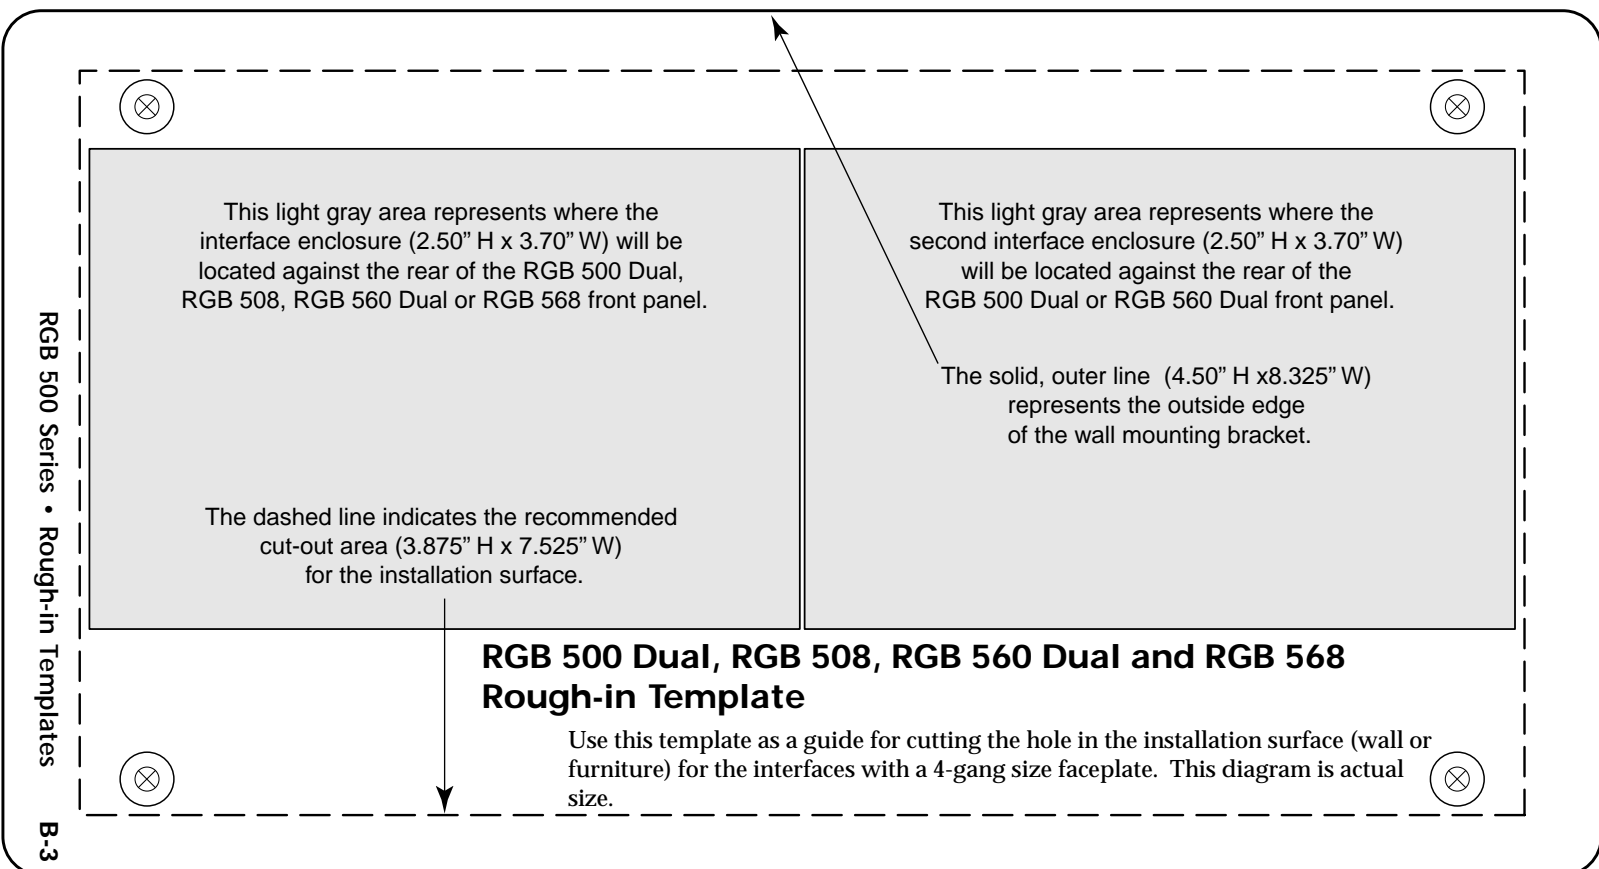 This light gray area represents where the
interface enclosure (2.50” H x 3.70” W) will be
located against the rear of the RGB 500 Dual,
RGB 508, RGB 560 Dual or RGB 568 front panel.
This light gray area represents where the
second interface enclosure (2.50” H x 3.70” W)
will be located against the rear of the
RGB 500 Dual or RGB 560 Dual front panel.
The solid, outer line (4.50” H x8.325” W)
represents the outside edge
of the wall mounting bracket.
The dashed line indicates the recommended
cut-out area (3.875” H x 7.525” W)
for the installation surface.
RGB 500 Dual, RGB 508, RGB 560 Dual and RGB 568
Rough-in Template
Use this template as a guide for cutting the hole in the installation surface (wall or
furniture) for the interfaces with a 4-gang size faceplate. This diagram is actual
size.
RGB 500 Series • Rough-in Templates B-3